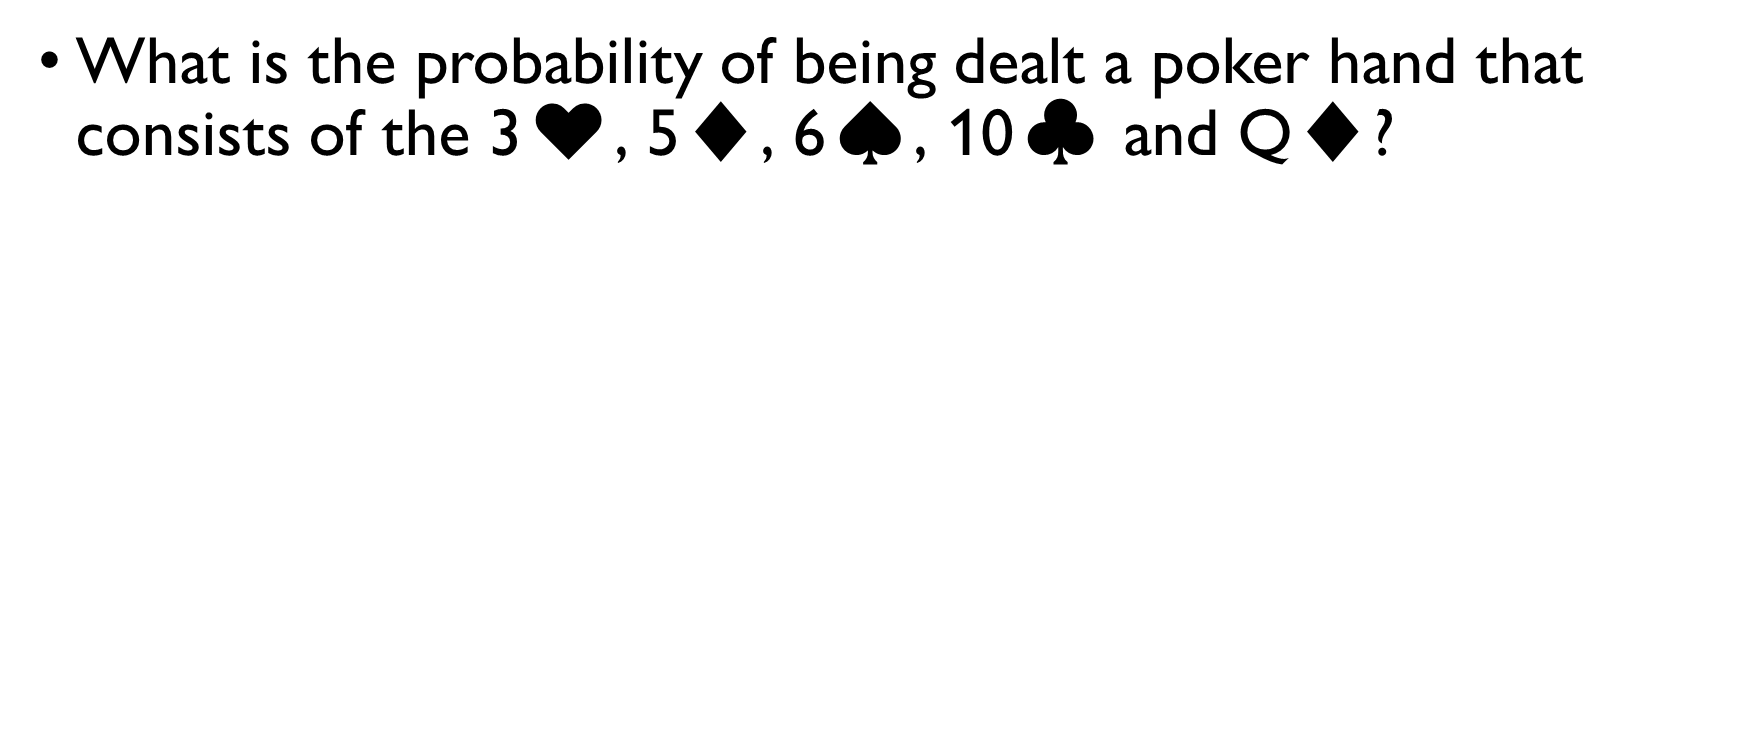 • What is the probability of being dealt a poker hand that
consists of the 3 ♥, 5 ♦, 6 ♠, 10 ♣ and Q ♦?